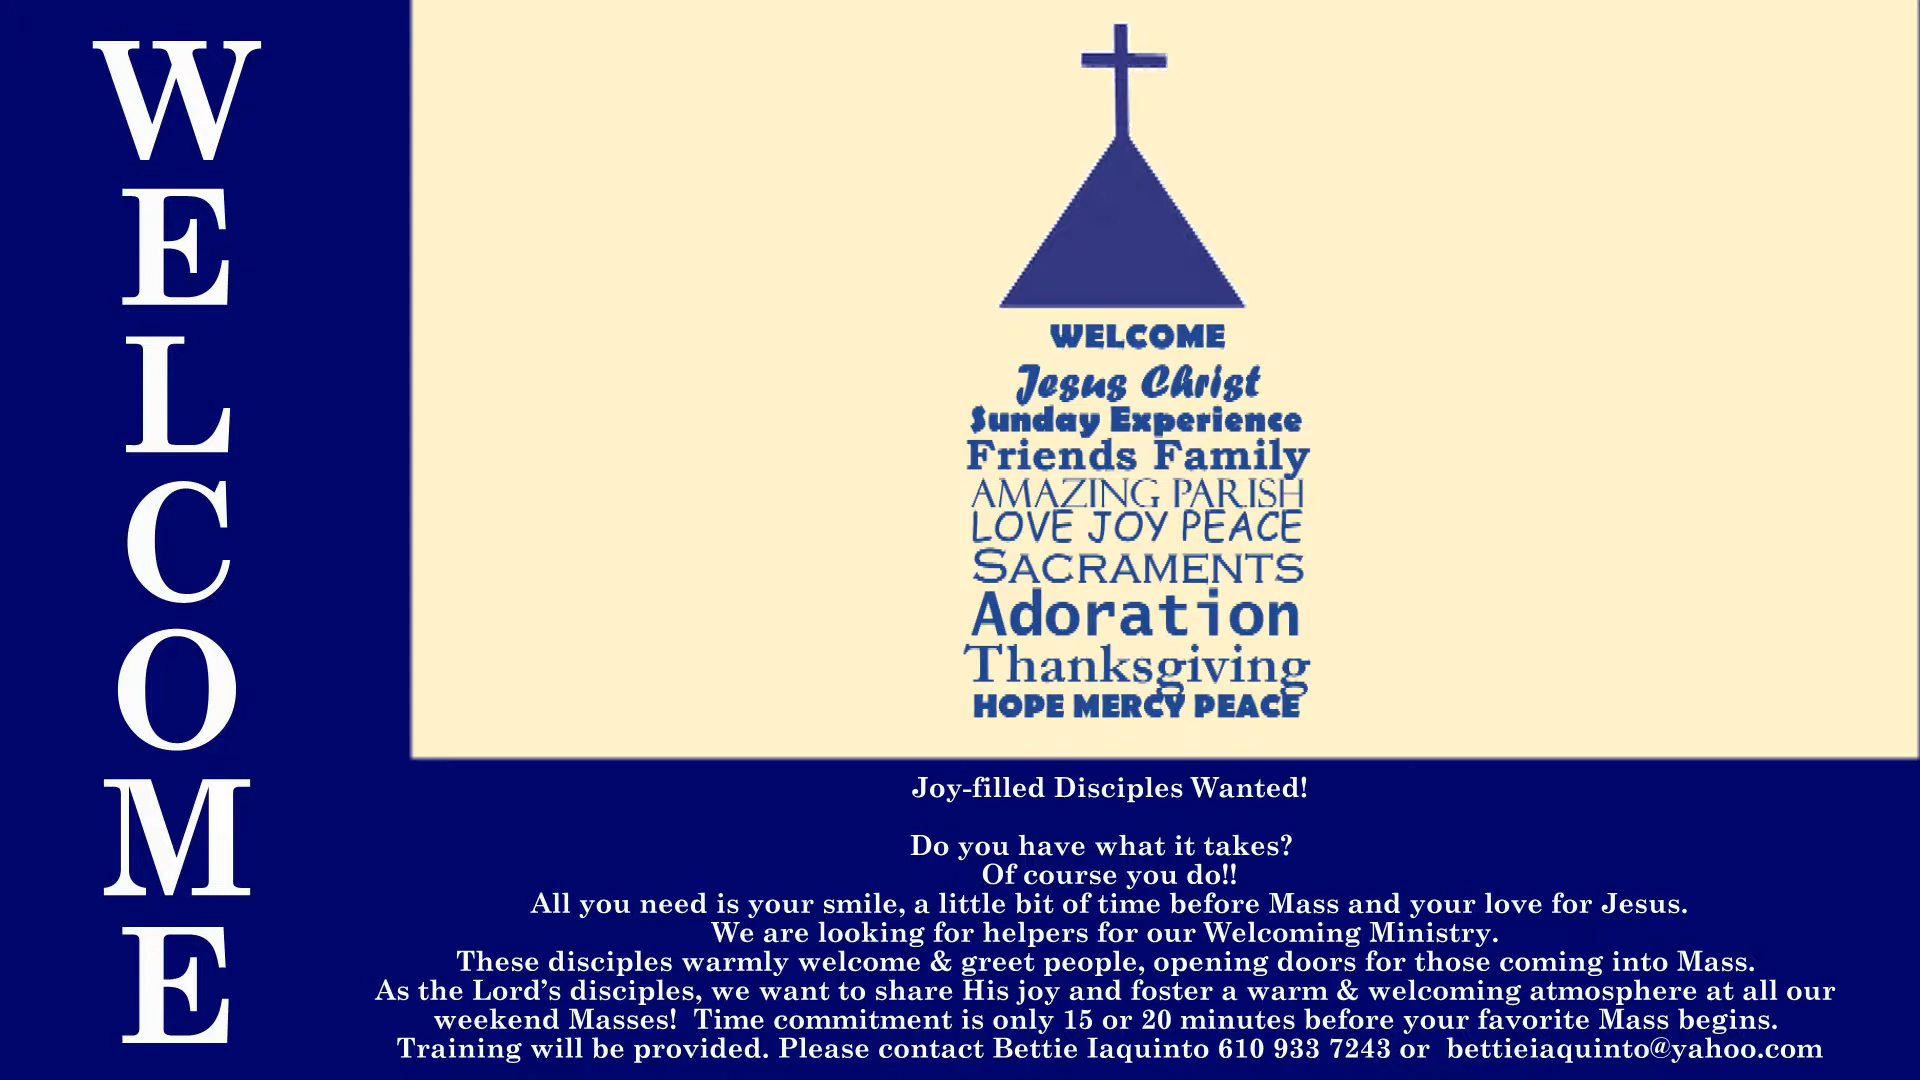 WELCOME
WELCOME
Jesus Christ
Sunday Experience
Friends Family
AMAZING PARISH
LOVE JOY PEACE
SACRAMENTS
Adoration
Thanksgiving
HOPE MERCY PEACE
Joy-filled Disciples Wanted!
Do you have what it takes?
Of course you do!!
All you need is your smile, a little bit of time before Mass and your love for Jesus.
We are looking for helpers for our Welcoming Ministry.
These disciples warmly welcome & greet people, opening doors for those coming into Mass.
As the Lord’s disciples, we want to share His joy and foster a warm & welcoming atmosphere at all our
weekend Masses!  Time commitment is only 15 or 20 minutes before your favorite Mass begins.
Training will be provided. Please contact Bettie Iaquinto 610 933 7243 or  bettieiaquinto@yahoo.com